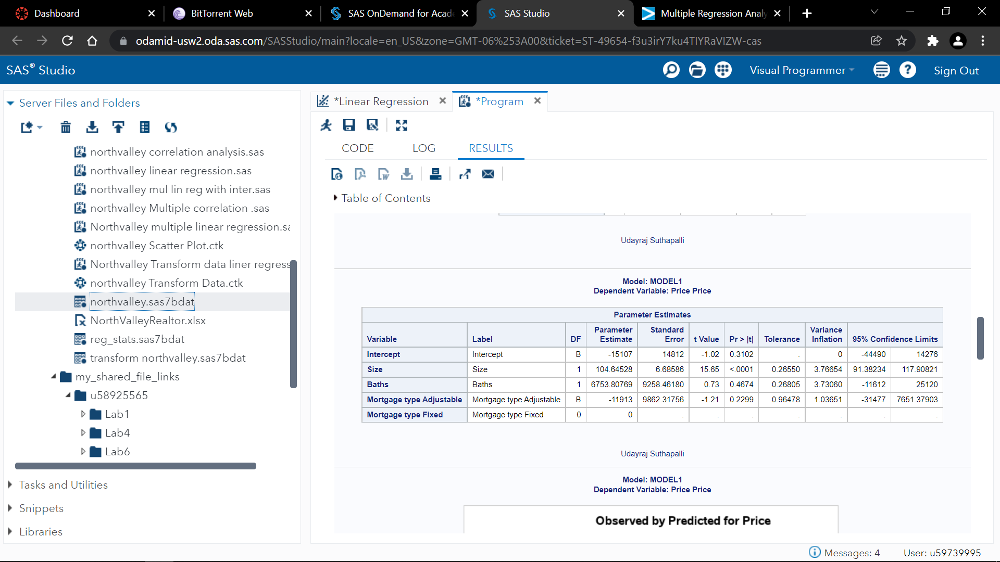 Dashboard
BitTorrent Web
SAS OnDemand for Acade
SAS Studio
Multiple Regression Analy
odamid-usw2.oda.sas.com/SASStudio/main?locale=en_US&zone=GMT-06%253A00&ticket=ST-49654-f3u3irY7ku4TIYRaVIZW-cas
SAS® Studio
Visual Programmer
Sign Out
Server Files and Folders
northvalley correlation analysis.sas
northvalley linear regression.sas
northvalley mul lin reg with inter.sas
northvalley Multiple correlation .sas
Northvalley multiple linear regression.sa
northvalley Scatter Plot.ctk
Northvalley Transform data liner regress
northvalley Transform Data.ctk
northvalley.sas7bdat
NorthValleyRealtor.xlsx
reg_stats.sas7bdat
transform northvalley.sas7bdat
my_shared_file_links
u58925565
Lab1
Lab4
Lab6
Tasks and Utilities
Snippets
Libraries
*Linear Regression
*Program
CODE LOG RESULTS
Table of Contents
Udayraj Suthapalli
Model: MODEL1
Dependent Variable: Price Price
Parameter Estimates
Variable Label DF Parameter Estimate Standard Error t Value Pr > |t| Tolerance Variance Inflation 95% Confidence Limits
Intercept Intercept B -15107 14812 -1.02 0.3102 . 0 -44490 14276
Size Size 1 104.64528 6.68586 15.65 <.0001 0.26550 3.76654 91.38234 117.90821
Baths Baths 1 6753.80769 9258.46180 0.73 0.4674 0.26805 3.73060 -11612 25120
Mortgage type Adjustable Mortgage type Adjustable B -11913 9862.31756 -1.21 0.2299 0.96478 1.03651 -31477 7651.37903
Mortgage type Fixed Mortgage type Fixed 0 0 . . . . . . .
Udayraj Suthapalli
Model: MODEL1
Dependent Variable: Price Price
Observed by Predicted for Price
Messages: 4
User: u59739995